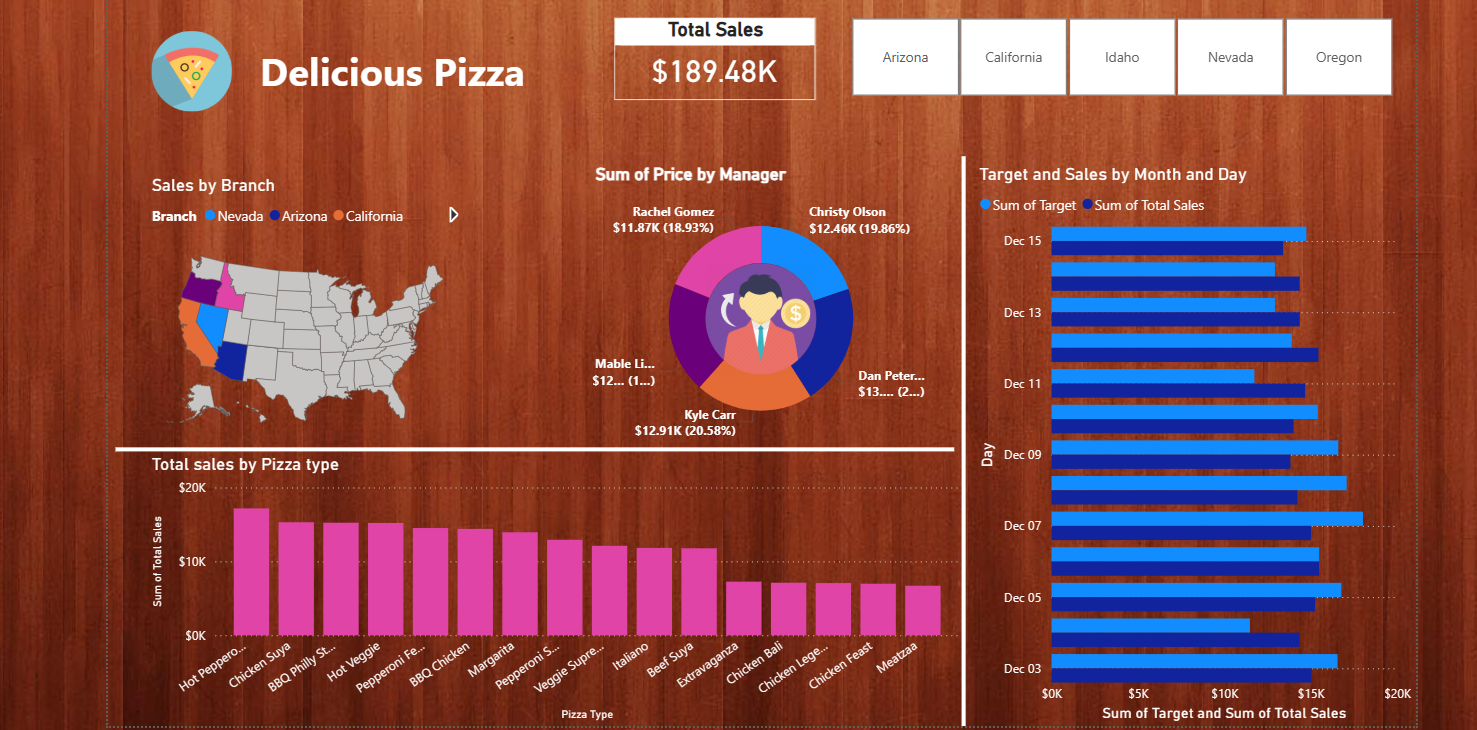 Delicious Pizza
Total Sales
$189.48K
Arizona
California
Idaho
Nevada
Oregon
Sales by Branch
Branch Nevada Arizona California
Sum of Price by Manager
Rachel Gomez
$11.87K (18.93%)
Christy Olson
$12.46K (19.86%)
$
Mable Li...
$12... (1...)
Dan Peter...
$13.... (2...)
Kyle Carr
$12.91K (20.58%)
Total sales by Pizza type
Sum of Total Sales
$20K
$10K
$0K
Hot Peppero...
Chicken Suya
BBQ Philly St...
Hot Veggie
Pepperoni Fe...
BBQ Chicken
Margarita
Pepperoni S...
Veggie Supre...
Italiano
Beef Suya
Extravaganza
Chicken Bali
Chicken Lege...
Chicken Feast
Meatzaa
Pizza Type
Target and Sales by Month and Day
Sum of Target Sum of Total Sales
Day
Dec 15
Dec 13
Dec 11
Dec 09
Dec 07
Dec 05
Dec 03
$0K $5K $10K $15K $20K
Sum of Target and Sum of Total Sales